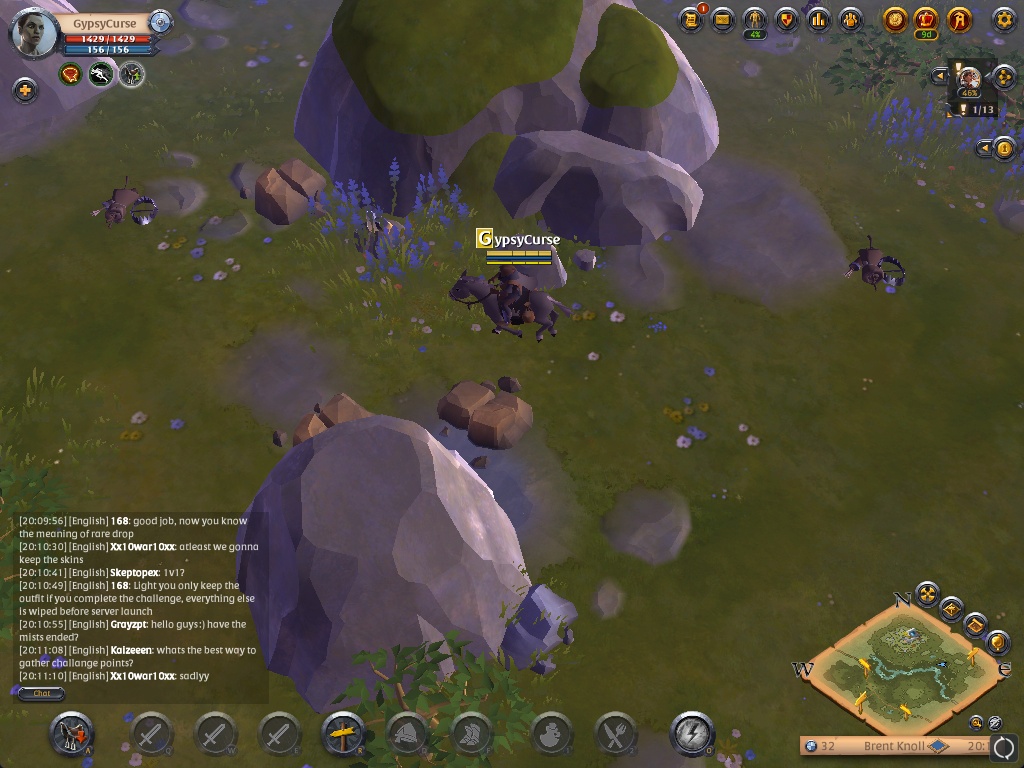 GypsyCurse
1429 / 1429
156 / 156
1
4%
9d
46%
1/13
1
GypsyCurse
[20:09:56] [English] 168: good job, now you know
the meaning of rare drop
[20:10:30] [English] Xx10war10xx: atleast we gonna
keep the skins
[20:10:41] [English] Skeptopex: 1v1?
[20:10:49] [English] 168: Light you only keep the
outfit if you complete the challenge, everything else
is wiped before server launch
[20:10:55] [English] Grayzpt: hello guys:) have the
mists ended?
[20:11:08] [English] Kaizeeen: whats the best way to
gather challange points?
[20:11:10] [English] Xx10war10xx: sadlyy
Chat
N
W
E
A
Q
W
E
R
32
Brent Knoll
20: